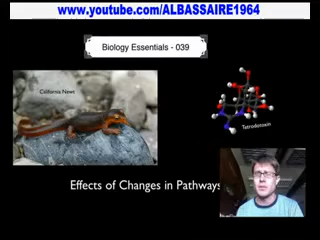 www.youtube.com/ALBASSAIRE1964
Biology Essentials - 039
California Newt
Tetrodotoxin
Effects of Changes in Pathways